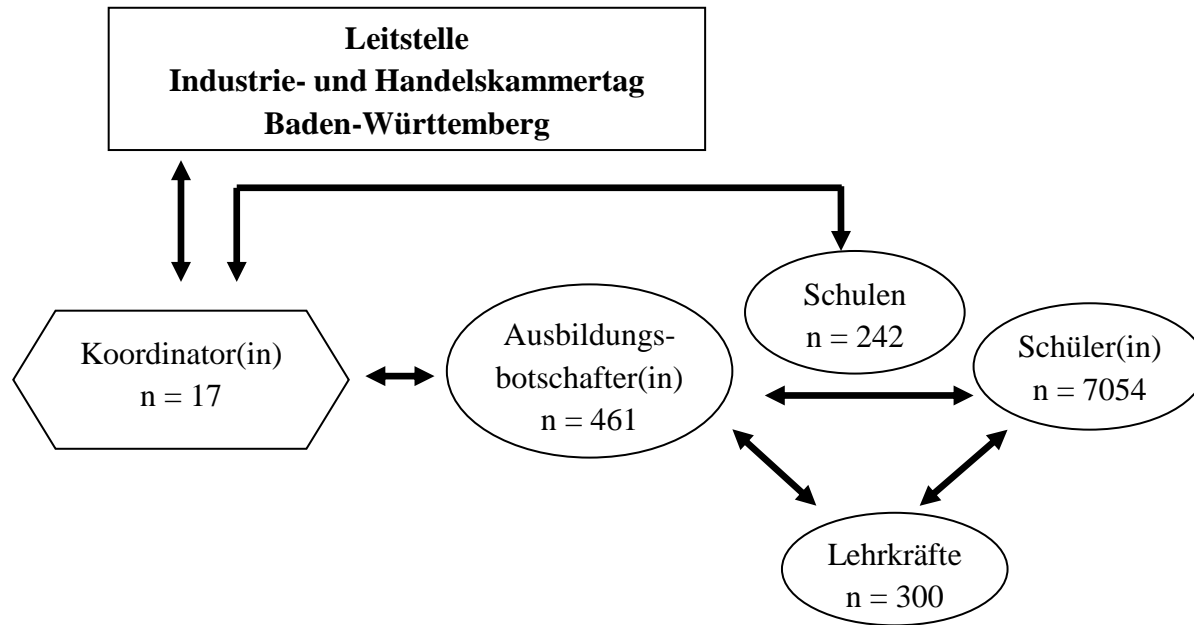 Leitstelle
Industrie- und Handelskammertag
Baden-Württemberg
Schulen
n = 242
Koordinator(in)
n = 17
Ausbildungs-
botschafter(in)
n = 461
Schüler(in)
n = 7054
Lehrkräfte
n = 300